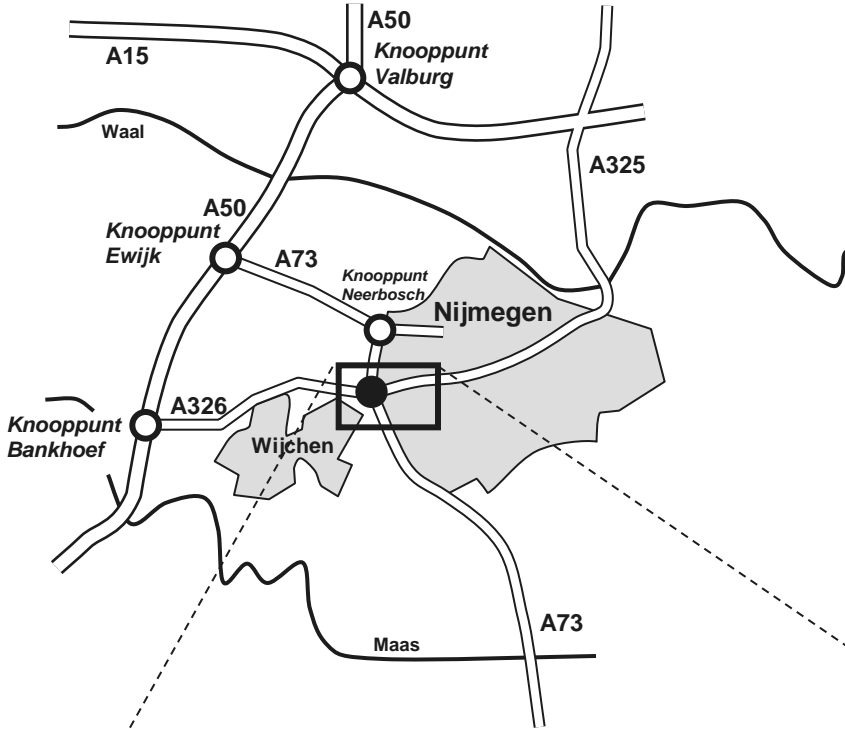 A50
A15
Knooppunt
Valburg
Waal
A325
A50
Knooppunt
Ewijk
A73
Knooppunt
Neerbosch
Nijmegen
A326
Knooppunt
Bankhoef
Wijchen
A73
Maas